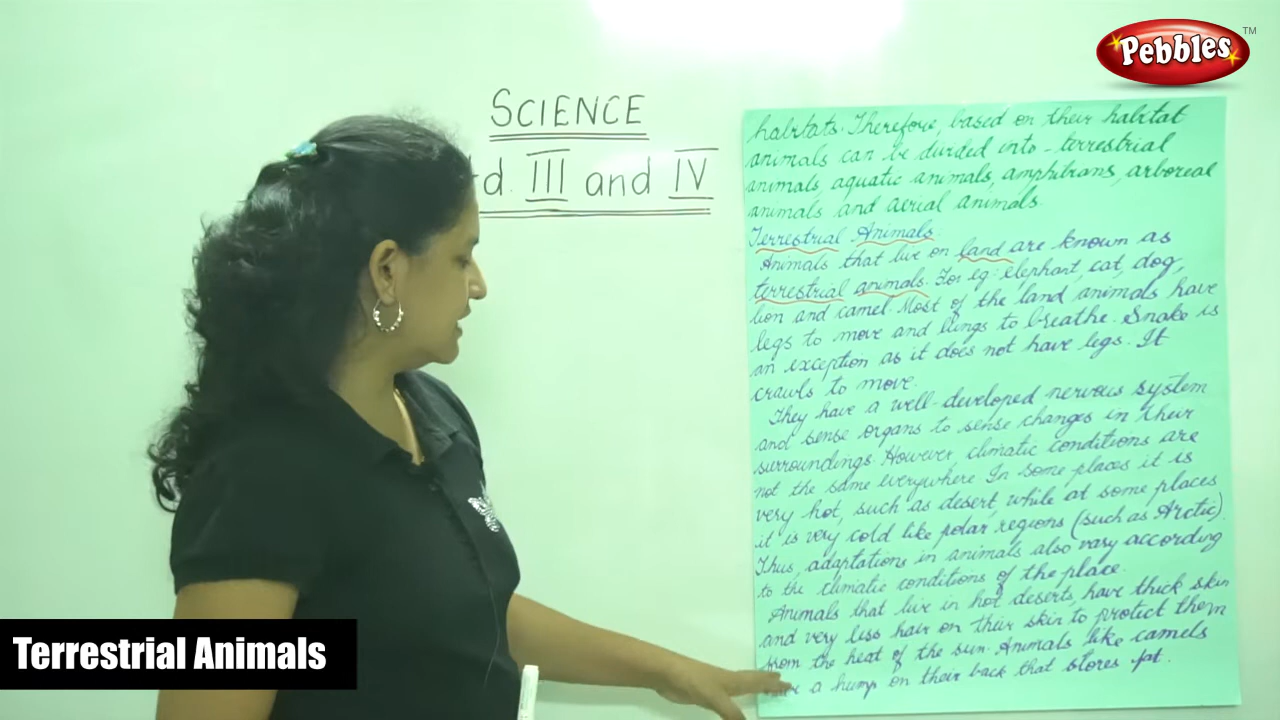 Pebbles TM
SCIENCE
td. III and IV
habitats. Therefore, based on their habitat
animals can be divided into - terrestrial
animals, aquatic animals, amphibians, arboreal
animals and aerial animals.
Terrestrial Animals:
Animals that live on land are known as
terrestrial animals. For eg: elephant, cat, dog,
lion and camel. Most of the land animals have
legs to move and lungs to breathe. Snake is
an exception as it does not have legs. It
crawls to move.
They have a well-developed nervous system
and sense organs to sense changes in their
surroundings. However climatic conditions are
not the same everywhere. In some places it is
very hot, such as desert, while at some places
it is very cold like polar regions (such as Arctic).
Thus, adaptations in animals also vary according
to the climatic conditions of the place.
Animals that live in hot deserts, have thick skin
and very less hair on their skin to protect them
from the heat of the sun. Animals like camels
a hump on their back that stores fat.
Terrestrial Animals